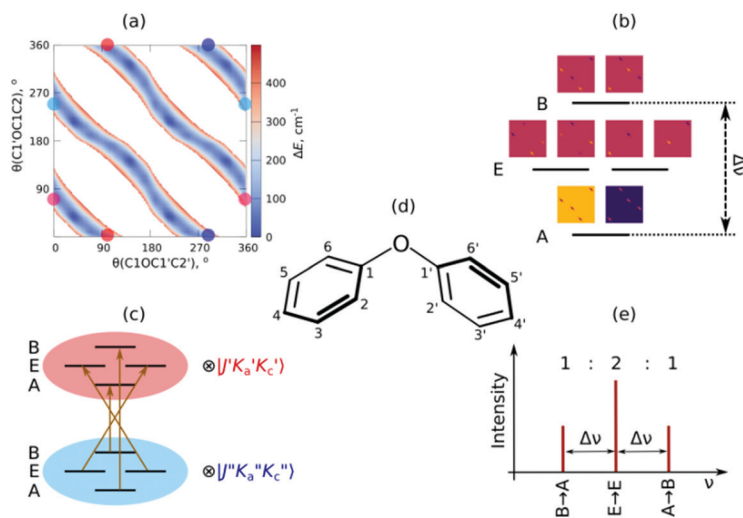 (a)
360
270
180
90
0 90 180 270 360
θ(C1'OC1C2), °
θ(C1OC1'C2'), °
400
300
200
100
0
ΔE, cm⁻¹
(b)
B
E
A
Δν
(c)
B
E
A
⊗|J'Kₐ'K_c'⟩
B
E
A
⊗|J"Kₐ"K_c"⟩
(d)
O
6
5
1
4
2
3
6'
1'
5'
2'
4'
3'
(e)
1 : 2 : 1
Intensity
Δν Δν
ν
B→A
E→E
A→B